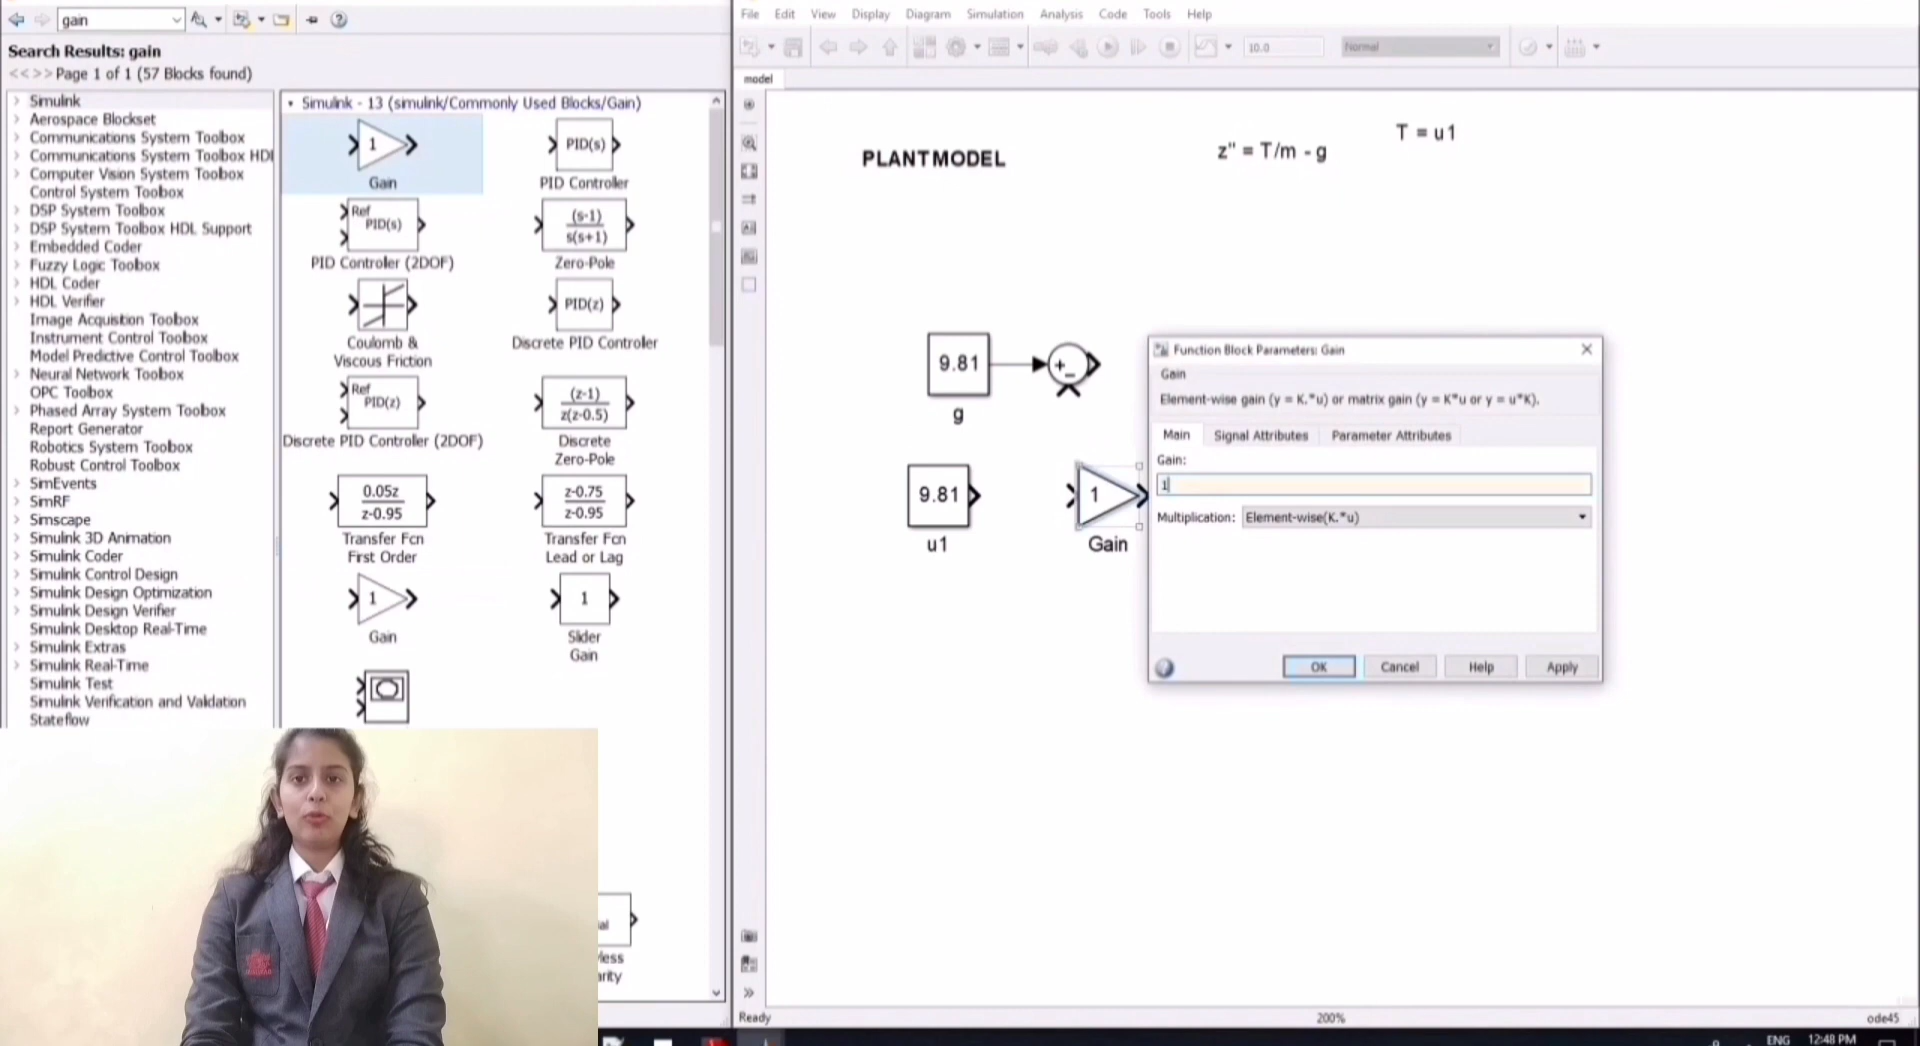 gain
Search Results: gain
<<>> Page 1 of 1 (57 Blocks found)
Simulink
Aerospace Blockset
Communications System Toolbox
Communications System Toolbox HDI
Computer Vision System Toolbox
Control System Toolbox
DSP System Toolbox
DSP System Toolbox HDL Support
Embedded Coder
Fuzzy Logic Toolbox
HDL Coder
HDL Verifier
Image Acquisition Toolbox
Instrument Control Toolbox
Model Predictive Control Toolbox
Neural Network Toolbox
OPC Toolbox
Phased Array System Toolbox
Report Generator
Robotics System Toolbox
Robust Control Toolbox
SimEvents
SimRF
Simscape
Simulink 3D Animation
Simulink Coder
Simulink Control Design
Simulink Design Optimization
Simulink Design Verifier
Simulink Desktop Real-Time
Simulink Extras
Simulink Real-Time
Simulink Test
Simulink Verification and Validation
Stateflow
Simulink - 13 (simulink/Commonly Used Blocks/Gain)
1
Gain
PID(s)
PID Controller
Ref
PID(s)
PID Controller (2DOF)
(s-1)
s(s+1)
Zero-Pole
Coulomb &
Viscous Friction
PID(z)
Discrete PID Controller
Ref
PID(z)
Discrete PID Controller (2DOF)
(z-1)
z(z-0.5)
Discrete
Zero-Pole
0.05z
z-0.95
Transfer Fcn
First Order
z-0.75
z-0.95
Transfer Fcn
Lead or Lag
1
Gain
1
Slider
Gain
al
less
arity
File Edit View Display Diagram Simulation Analysis Code Tools Help
10.0
Normal
model
PLANT MODEL
z" = T/m - g
T = u1
9.81
g
+
_
9.81
u1
1
Gain
Function Block Parameters: Gain
Gain
Element-wise gain (y = K.*u) or matrix gain (y = K*u or y = u*K).
Main Signal Attributes Parameter Attributes
Gain:
1
Multiplication: Element-wise(K.*u)
OK Cancel Help Apply
Ready
200%
ode45
ENG 12:48 PM